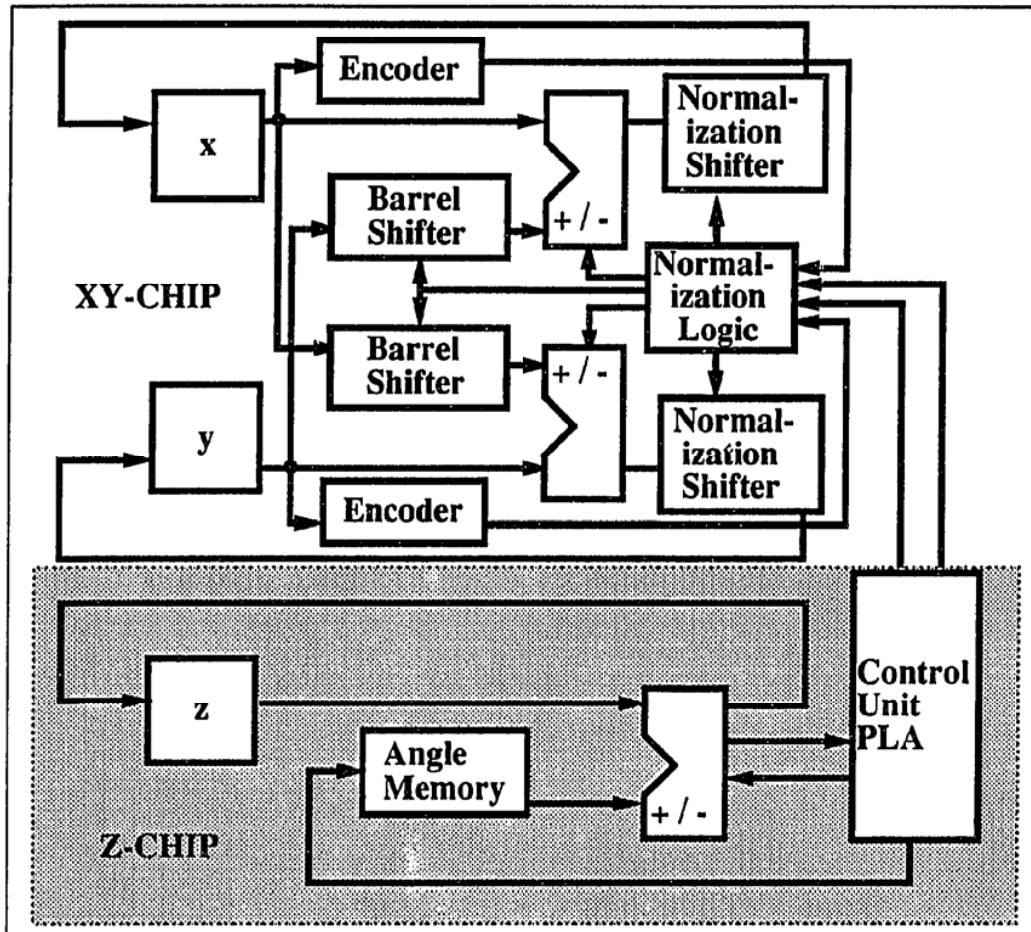 Encoder
Normal-
ization
Shifter
x
Barrel
Shifter
+ / -
Normal-
ization
Logic
XY-CHIP
Barrel
Shifter
+ / -
y
Normal-
ization
Shifter
Encoder
Control
Unit
PLA
z
Angle
Memory
+ / -
Z-CHIP